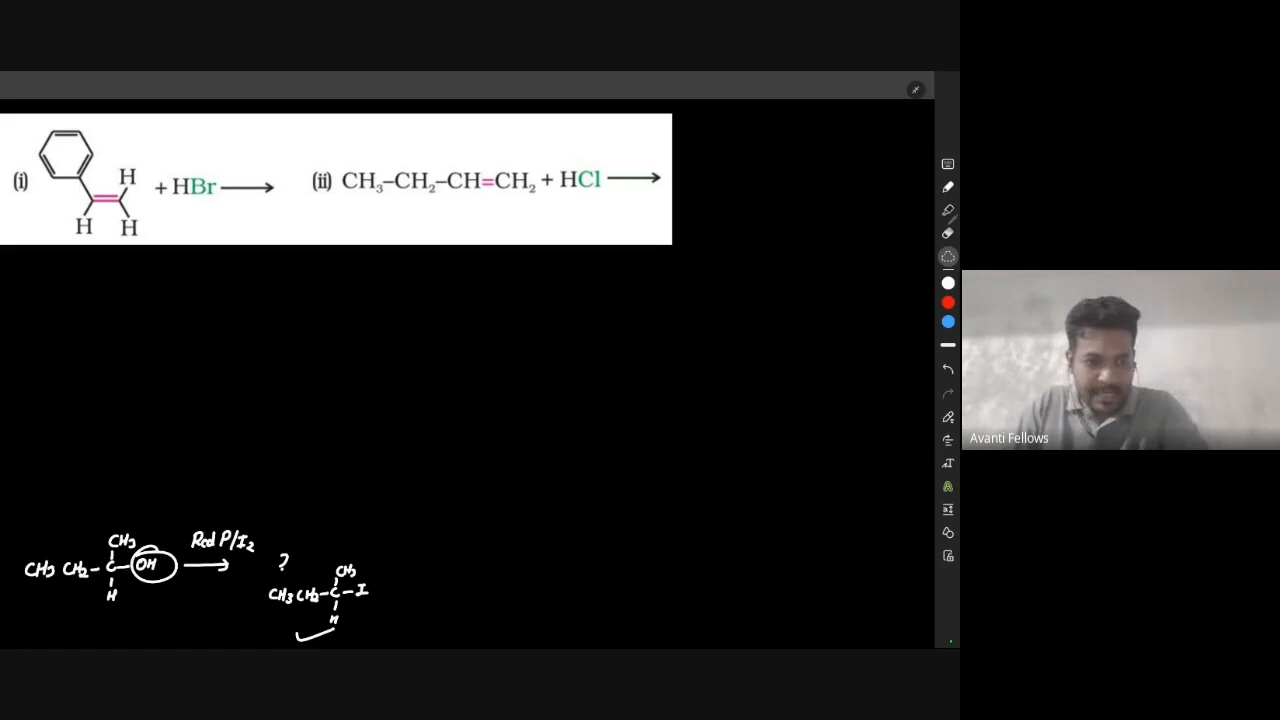 (i) H + HBr ⟶ (ii) CH₃–CH₂–CH=CH₂ + HCl ⟶
H H
CH₃ Red P/I₂
CH₃ CH₂–C–OH ⟶ ?
H
CH₃
CH₃ CH₂–C–I
H
Avanti Fellows